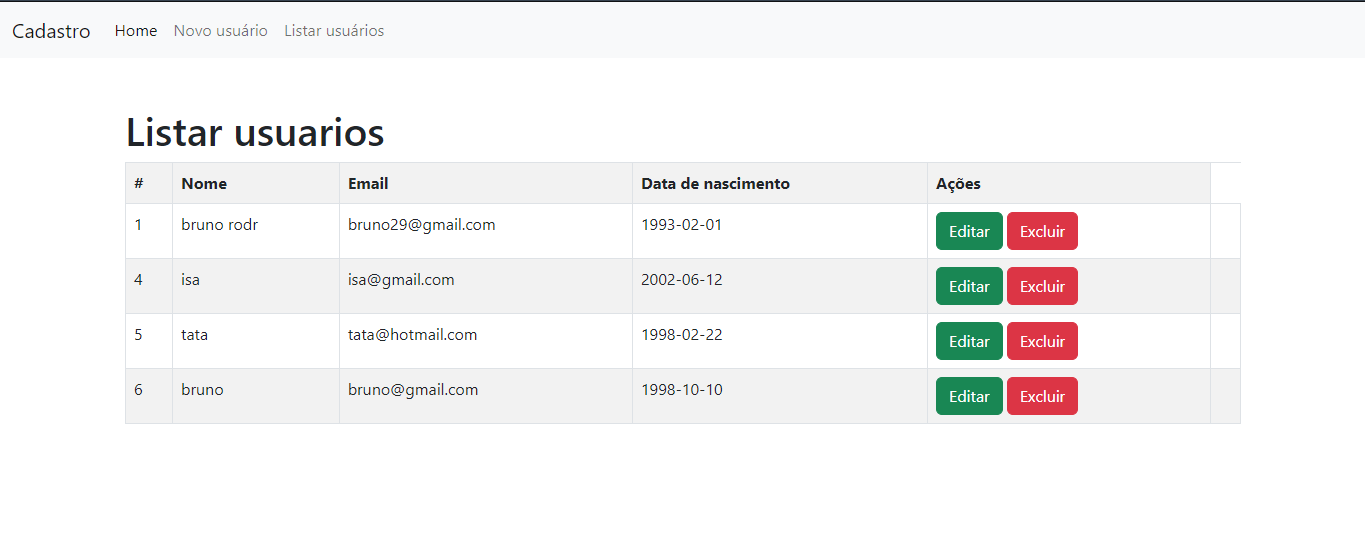 Cadastro Home Novo usuário Listar usuários
Listar usuarios
# Nome Email Data de nascimento Ações
1 bruno rodr bruno29@gmail.com 1993-02-01 Editar Excluir
4 isa isa@gmail.com 2002-06-12 Editar Excluir
5 tata tata@hotmail.com 1998-02-22 Editar Excluir
6 bruno bruno@gmail.com 1998-10-10 Editar Excluir